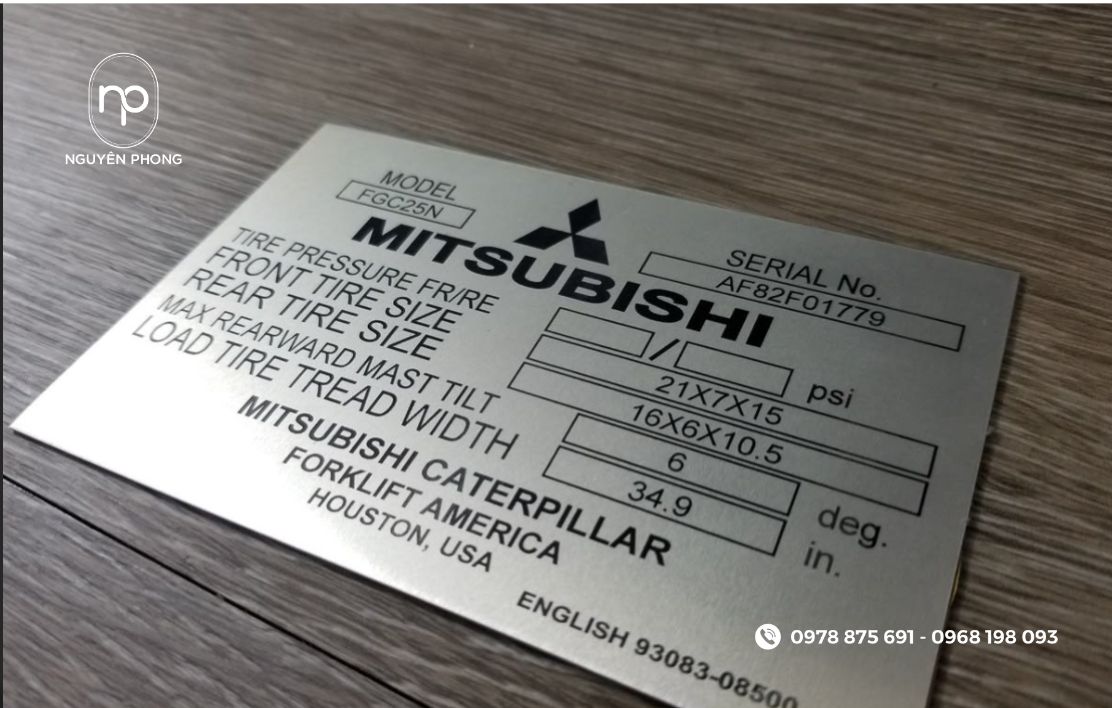 np
NGUYÊN PHONG
MODEL
FGC25N
MITSUBISHI
SERIAL No.
AF82F01779
TIRE PRESSURE FR/RE / psi
FRONT TIRE SIZE 21X7X15
REAR TIRE SIZE 16X6X10.5
MAX REARWARD MAST TILT 6 deg.
LOAD TIRE TREAD WIDTH 34.9 in.
MITSUBISHI CATERPILLAR
FORKLIFT AMERICA
HOUSTON, USA
ENGLISH 93083-08500
0978 875 691 - 0968 198 093